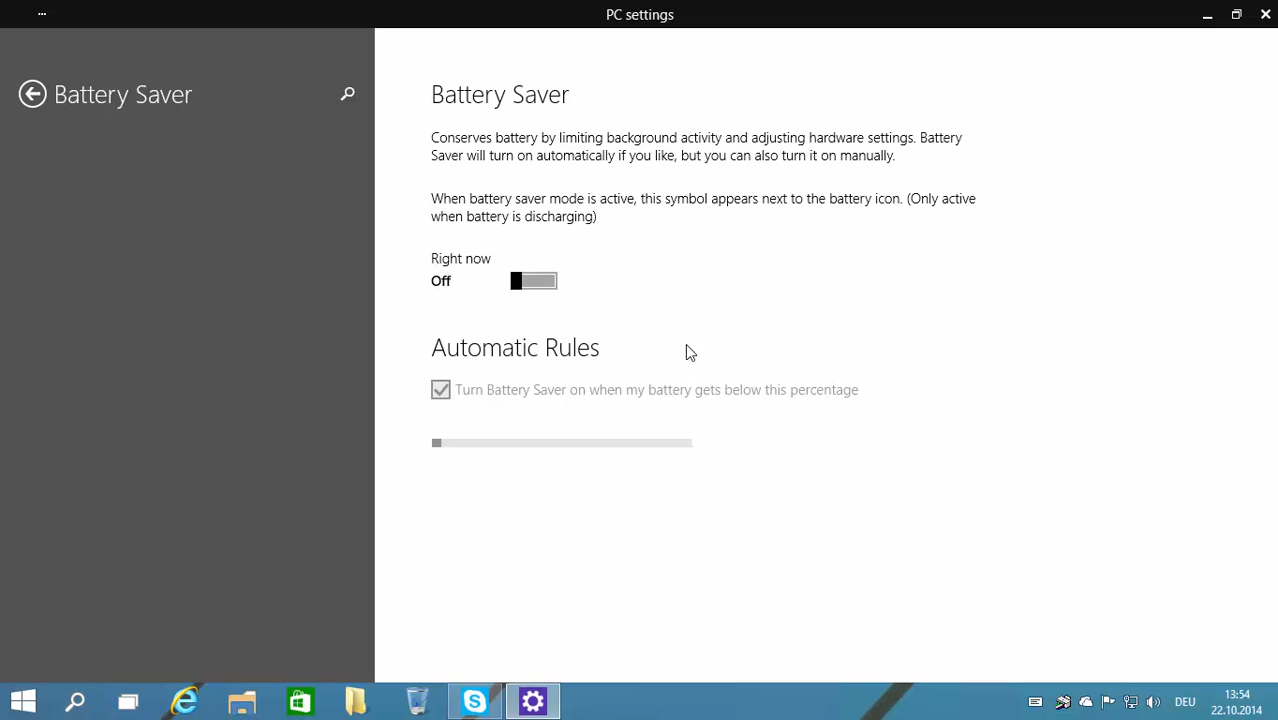 PC settings
Battery Saver
Battery Saver
Conserves battery by limiting background activity and adjusting hardware settings. Battery
Saver will turn on automatically if you like, but you can also turn it on manually.
When battery saver mode is active, this symbol appears next to the battery icon. (Only active
when battery is discharging)
Right now
Off
Automatic Rules
Turn Battery Saver on when my battery gets below this percentage
DEU
13:54
22.10.2014